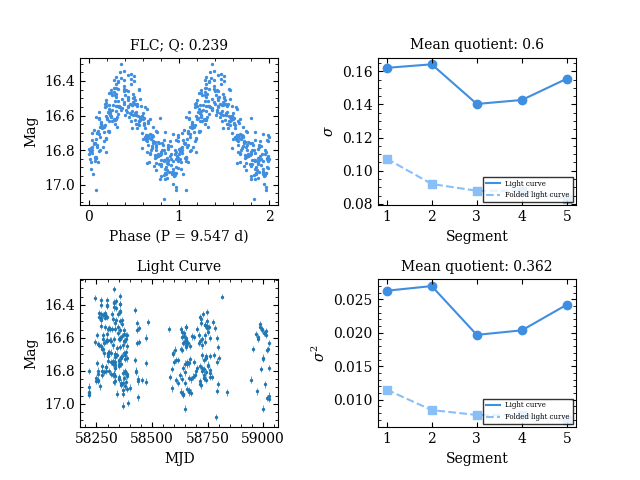 FLC; Q: 0.239
Mag
16.4
16.6
16.8
17.0
0
1
2
Phase (P = 9.547 d)
Mean quotient: 0.6
σ
0.16
0.14
0.12
0.10
0.08
1 2 3 4 5
Segment
Light curve
Folded light curve
Light Curve
Mag
16.4
16.6
16.8
17.0
58250 58500 58750 59000
MJD
Mean quotient: 0.362
σ²
0.025
0.020
0.015
0.010
1 2 3 4 5
Segment
Light curve
Folded light curve